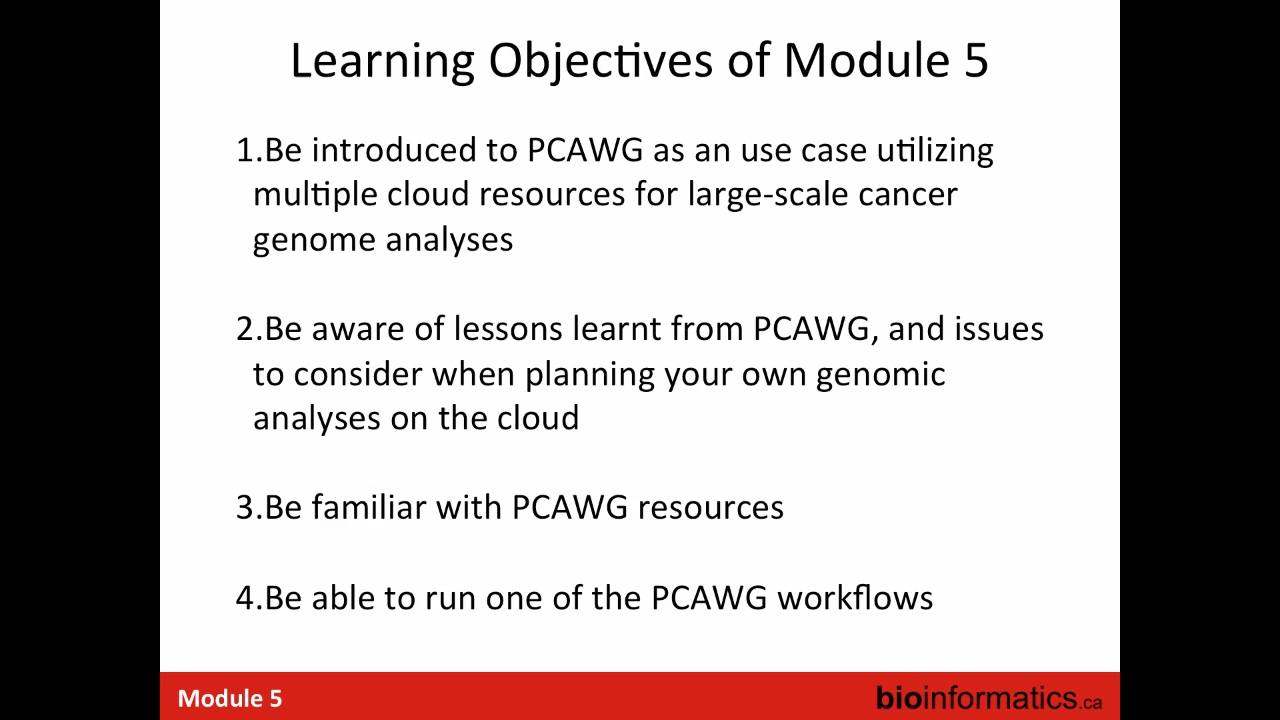 Learning Objectives of Module 5
1.Be introduced to PCAWG as an use case utilizing
multiple cloud resources for large-scale cancer
genome analyses
2.Be aware of lessons learnt from PCAWG, and issues
to consider when planning your own genomic
analyses on the cloud
3.Be familiar with PCAWG resources
4.Be able to run one of the PCAWG workflows
Module 5
bioinformatics.ca